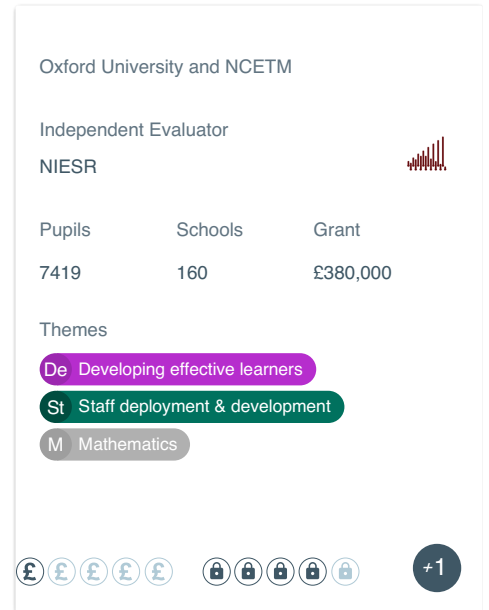 Oxford University and NCETM
Independent Evaluator
NIESR
Pupils Schools Grant
7419 160 £380,000
Themes
De Developing effective learners
St Staff deployment & development
M Mathematics
£ £ £ £ £ +1